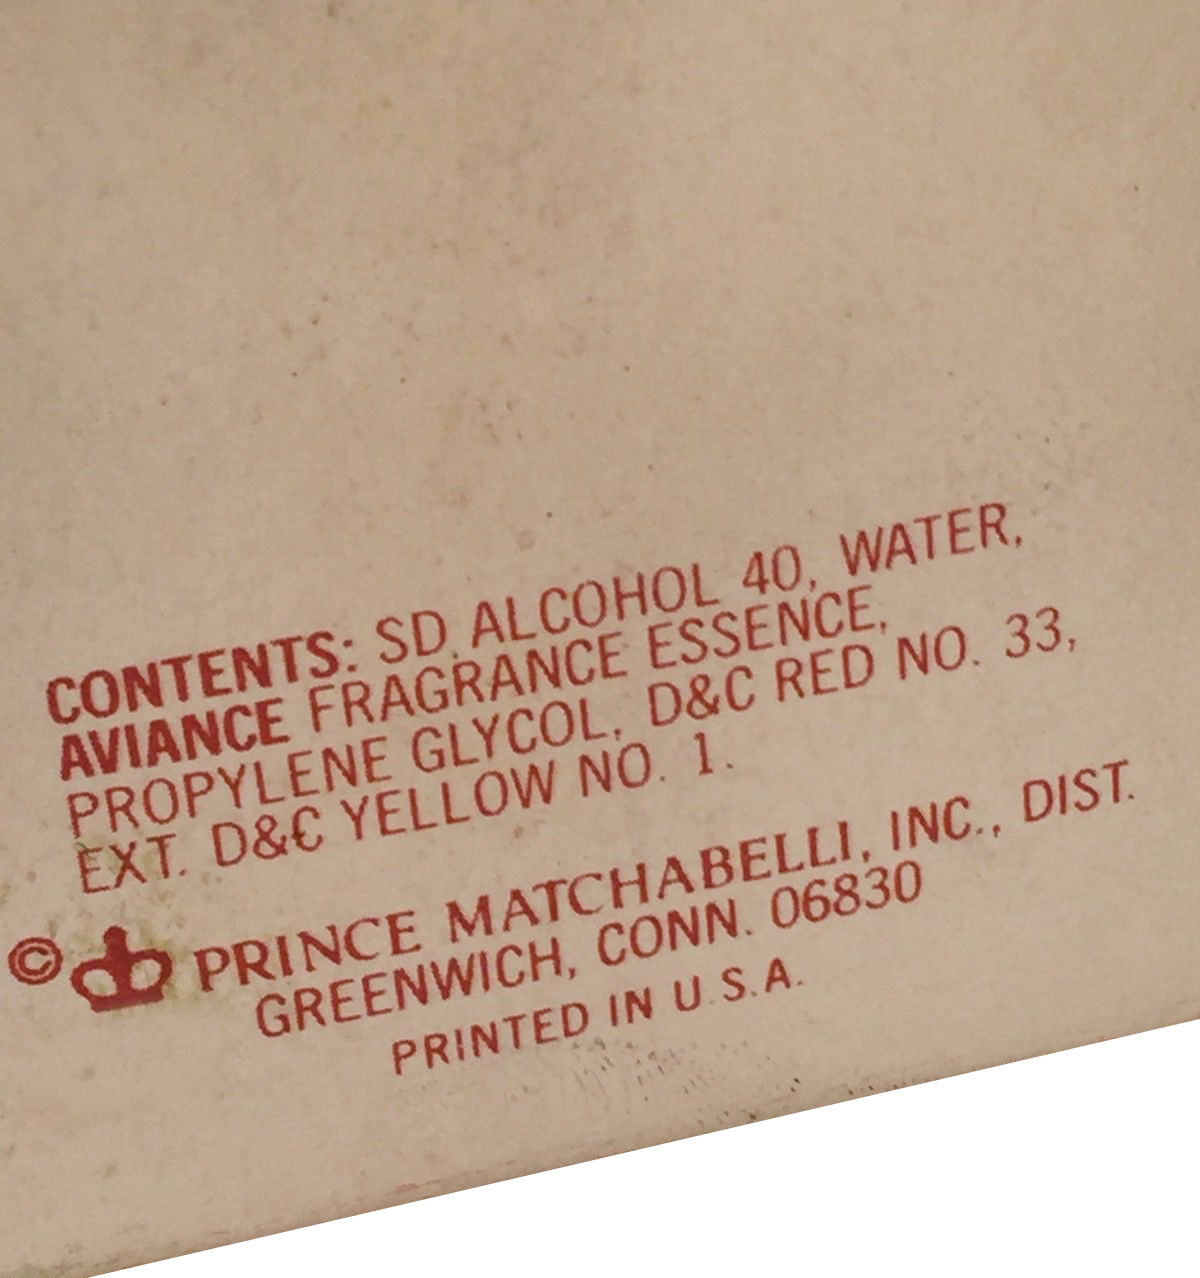 CONTENTS: SD ALCOHOL 40, WATER,
AVIANCE FRAGRANCE ESSENCE,
PROPYLENE GLYCOL, D&C RED NO. 33,
EXT. D&C YELLOW NO. 1.
© PRINCE MATCHABELLI, INC., DIST.
GREENWICH, CONN. 06830
PRINTED IN U.S.A.